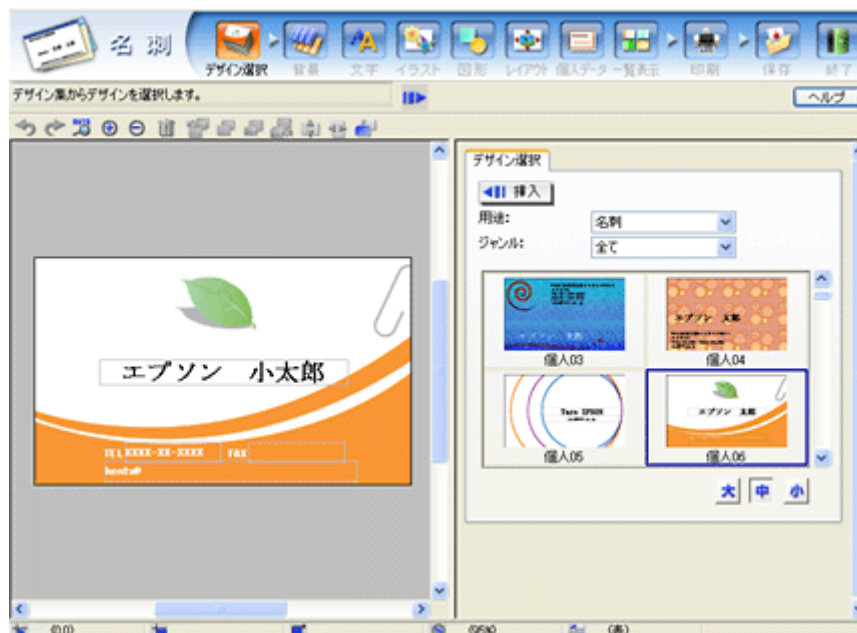 名刺
デザイン選択
背景
文字
イラスト
図形
レイアウト
個人データ
一覧表示
印刷
保存
終了
デザイン集からデザインを選択します。
ヘルプ
デザイン選択
挿入
用途:
名刺
ジャンル:
全て
エプソン 小太郎
TEL XXXX-XX-XXXX FAX
エプソン 太郎
個人03
個人04
Taro EPSON
エプソン 太郎
個人05
個人06
大
中
小
(0,0)
(95%)
(表)